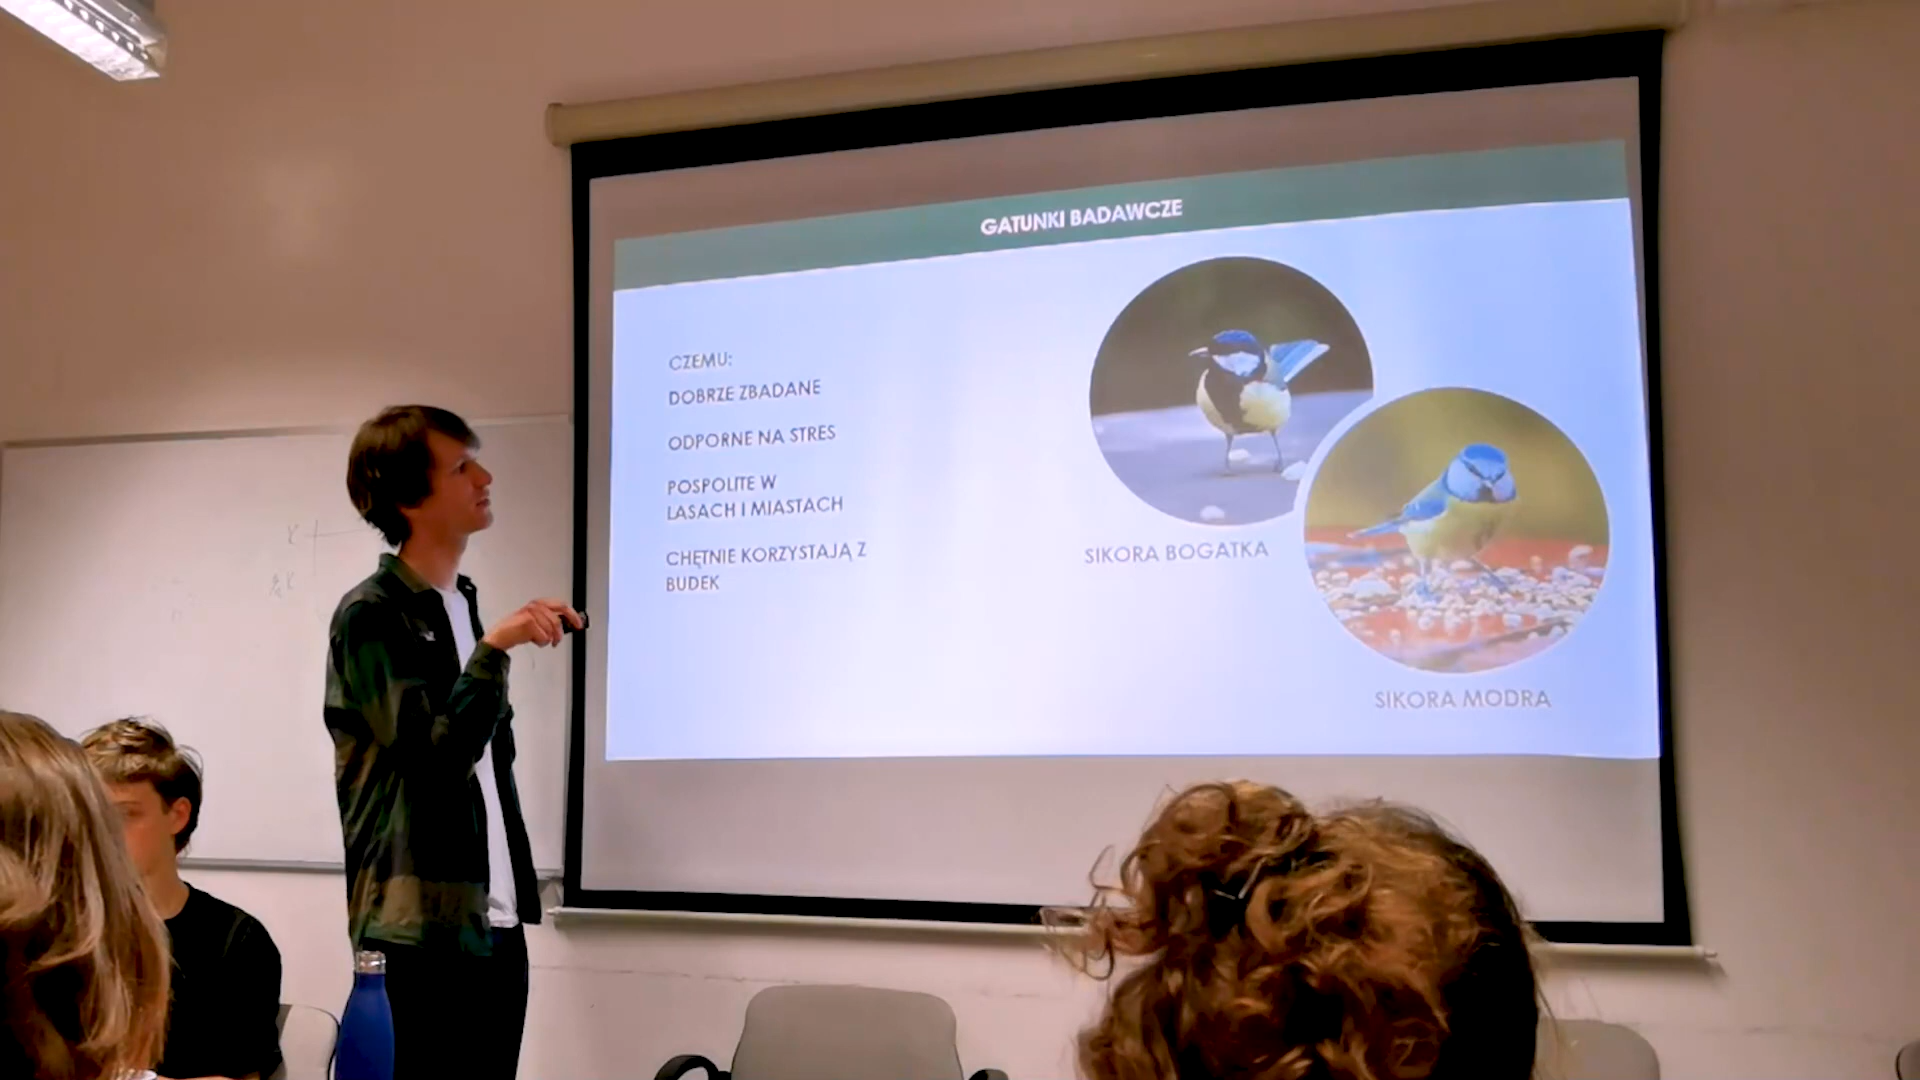 GATUNKI BADAWCZE
CZEMU:
DOBRZE ZBADANE
ODPORNE NA STRES
POSPOLITE W
LASACH I MIASTACH
CHĘTNIE KORZYSTAJĄ Z
BUDEK
SIKORA BOGATKA
SIKORA MODRA